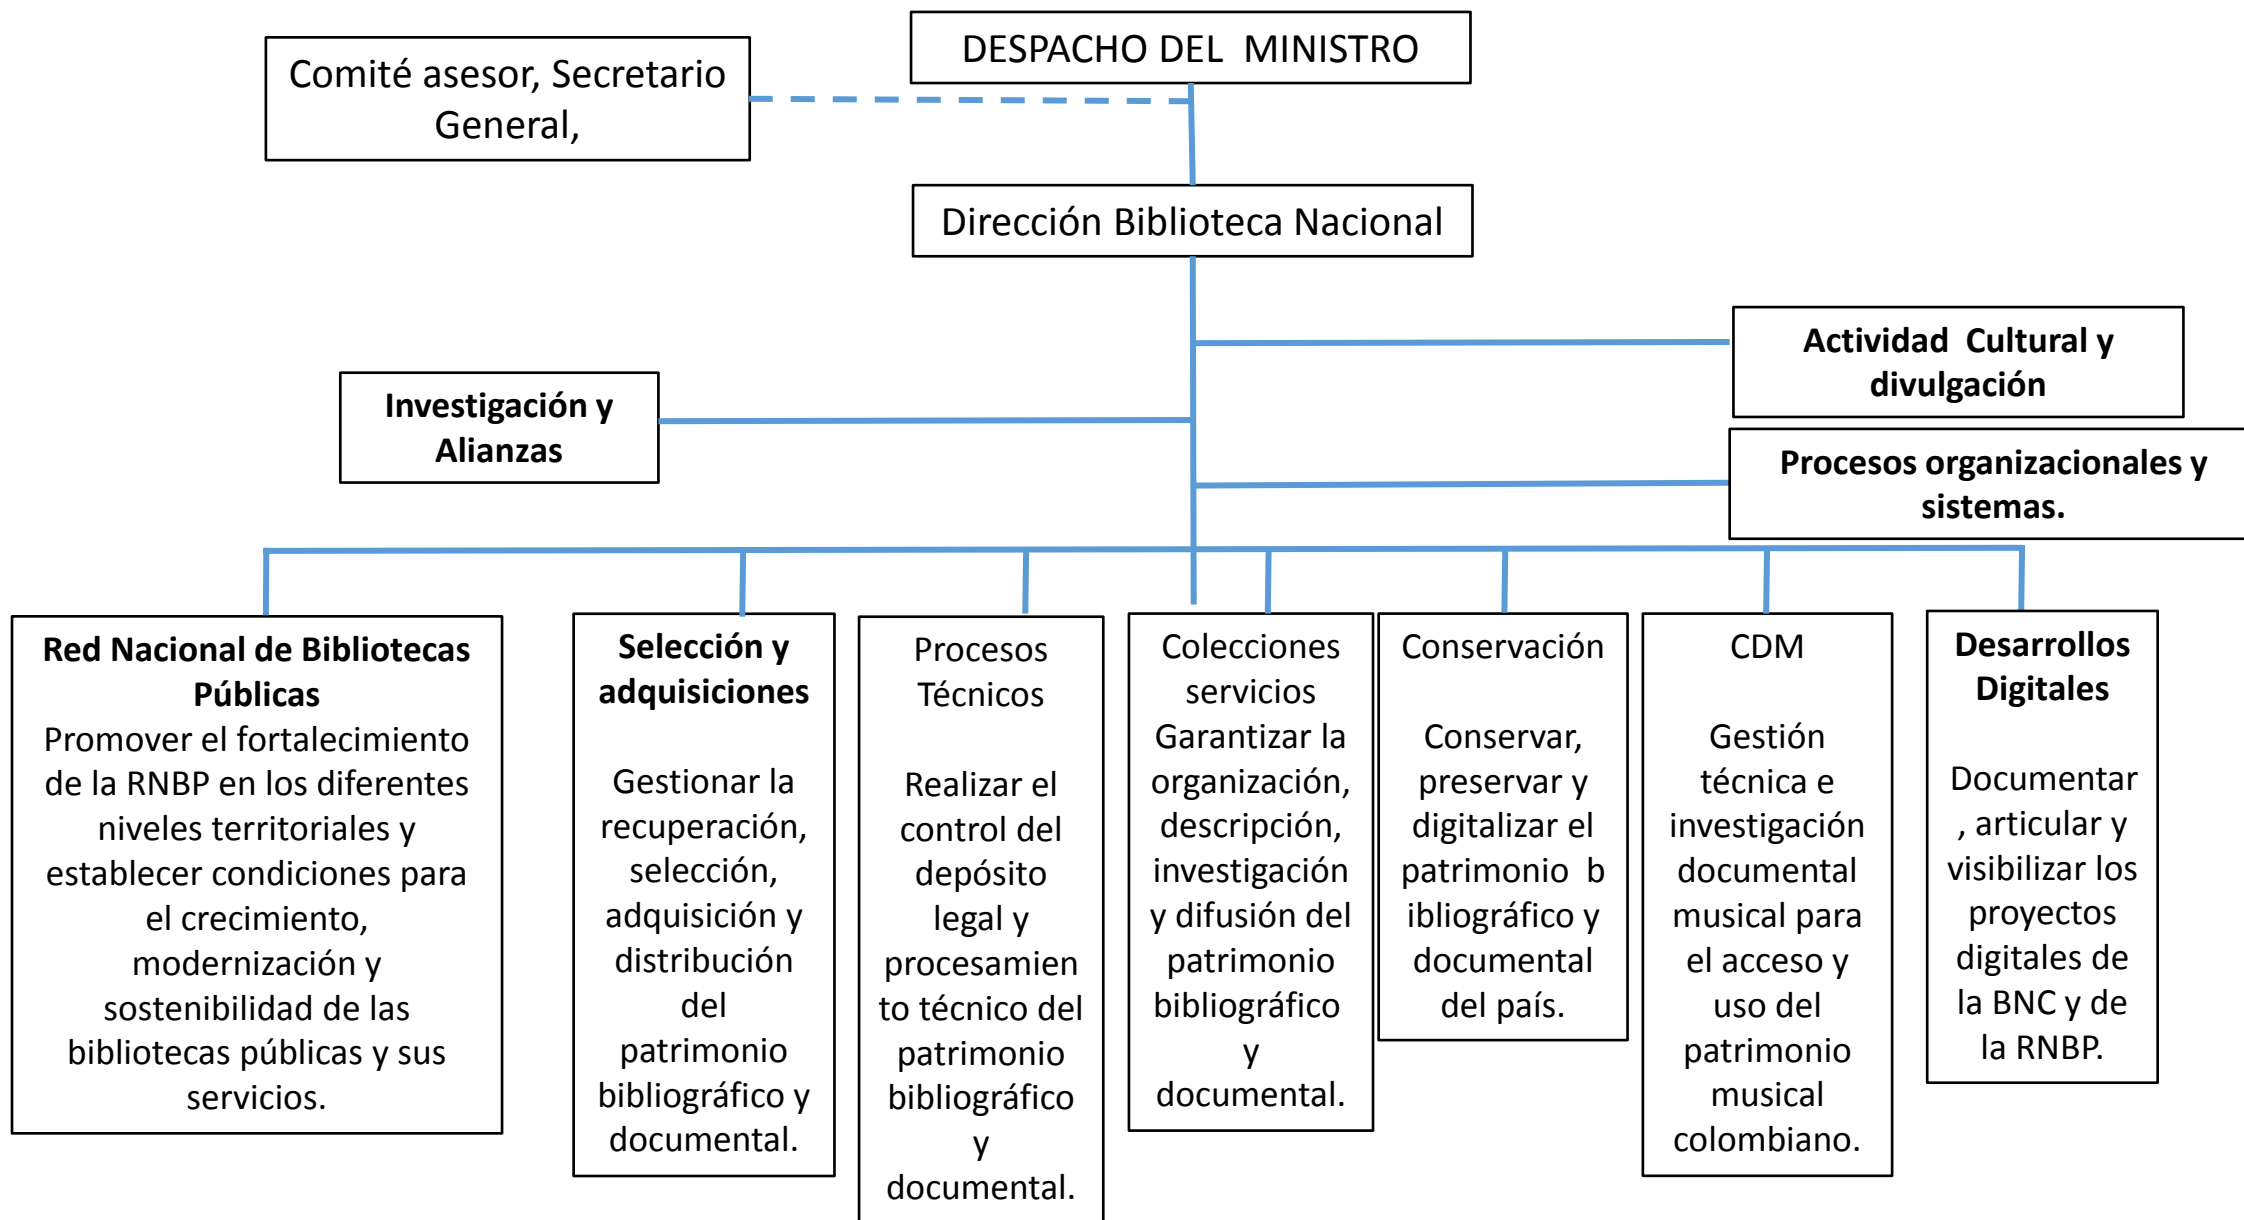 DESPACHO DEL  MINISTRO
Comité asesor, Secretario
General,
Dirección Biblioteca Nacional
Actividad  Cultural y
divulgación
Investigación y
Alianzas
Procesos organizacionales y
sistemas.
Red Nacional de Bibliotecas
Públicas
Promover el fortalecimiento
de la RNBP en los diferentes
niveles territoriales y
establecer condiciones para
el crecimiento,
modernización y
sostenibilidad de las
bibliotecas públicas y sus
servicios.
Selección y
adquisiciones
Gestionar la
recuperación,
selección,
adquisición y
distribución
del
patrimonio
bibliográfico y
documental.
Procesos
Técnicos
Realizar el
control del
depósito
legal y
procesamien
to técnico del
patrimonio
bibliográfico
y
documental.
Colecciones
servicios
Garantizar la
organización,
descripción,
investigación
y difusión del
patrimonio
bibliográfico
y
documental.
Conservación
Conservar,
preservar y
digitalizar el
patrimonio  b
ibliográfico y
documental
del país.
CDM
Gestión
técnica e
investigación
documental
musical para
el acceso y
uso del
patrimonio
musical
colombiano.
Desarrollos
Digitales
Documentar
, articular y
visibilizar los
proyectos
digitales de
la BNC y de
la RNBP.